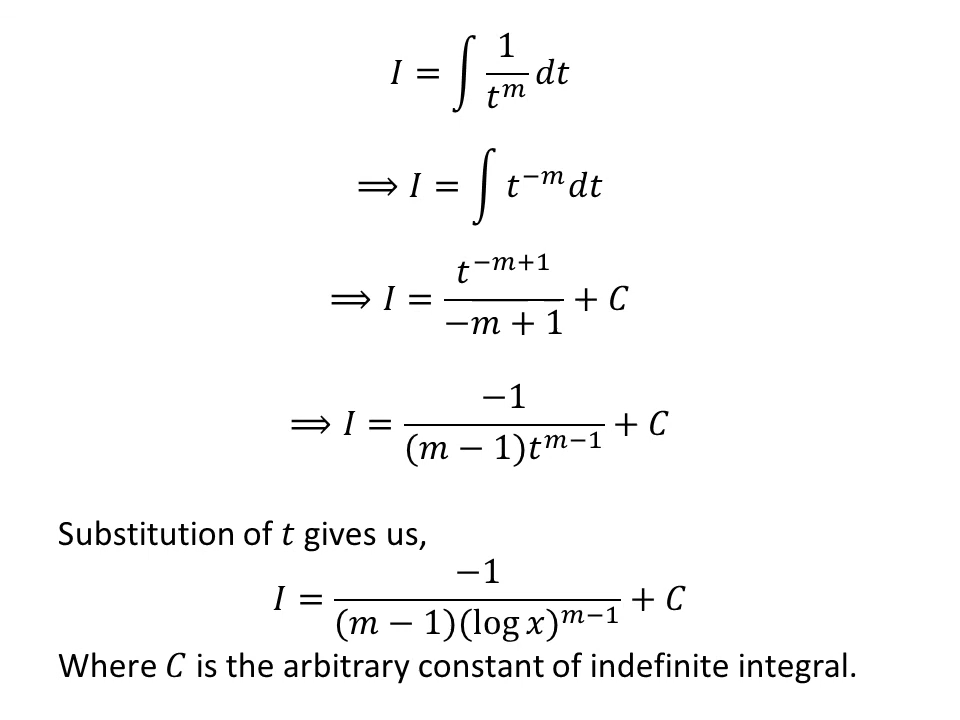 I = ∫ 1/t^m dt
⟹ I = ∫ t^{−m} dt
⟹ I = t^{−m+1}/(−m + 1) + C
⟹ I = −1/((m − 1)t^{m−1}) + C
Substitution of t gives us,
I = −1/((m − 1)(log x)^{m−1}) + C
Where C is the arbitrary constant of indefinite integral.